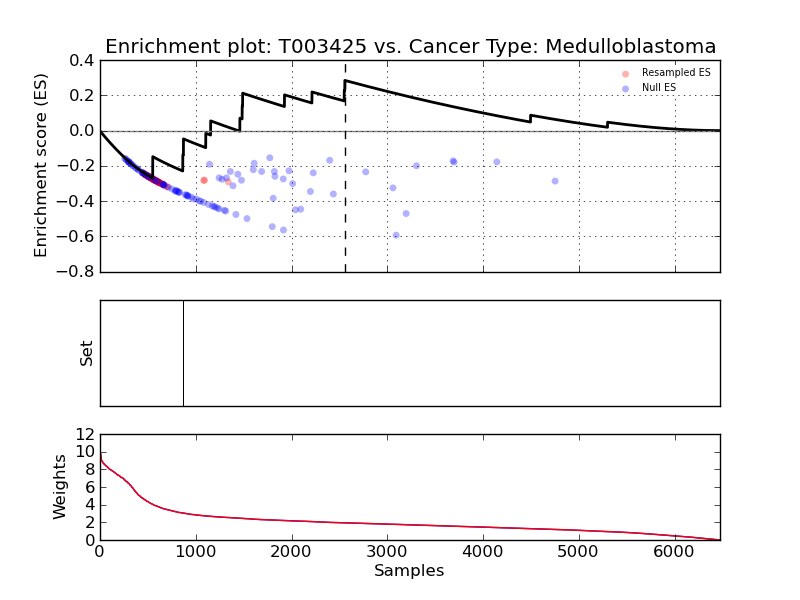 Enrichment plot: T003425 vs. Cancer Type: Medulloblastoma
Enrichment score (ES)
0.4
0.2
0.0
−0.2
−0.4
−0.6
−0.8
Resampled ES
Null ES
Set
Weights
12
10
8
6
4
2
0
0 1000 2000 3000 4000 5000 6000
Samples